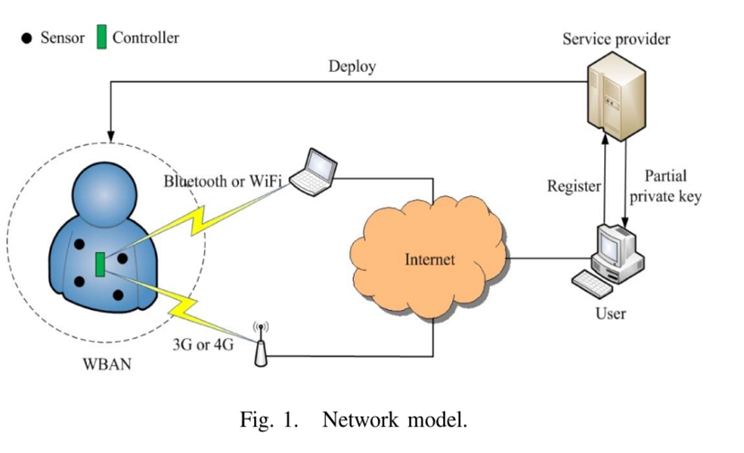 Sensor
Controller
Service provider
Deploy
Bluetooth or WiFi
Register
Partial
private key
Internet
User
3G or 4G
WBAN
Fig. 1. Network model.